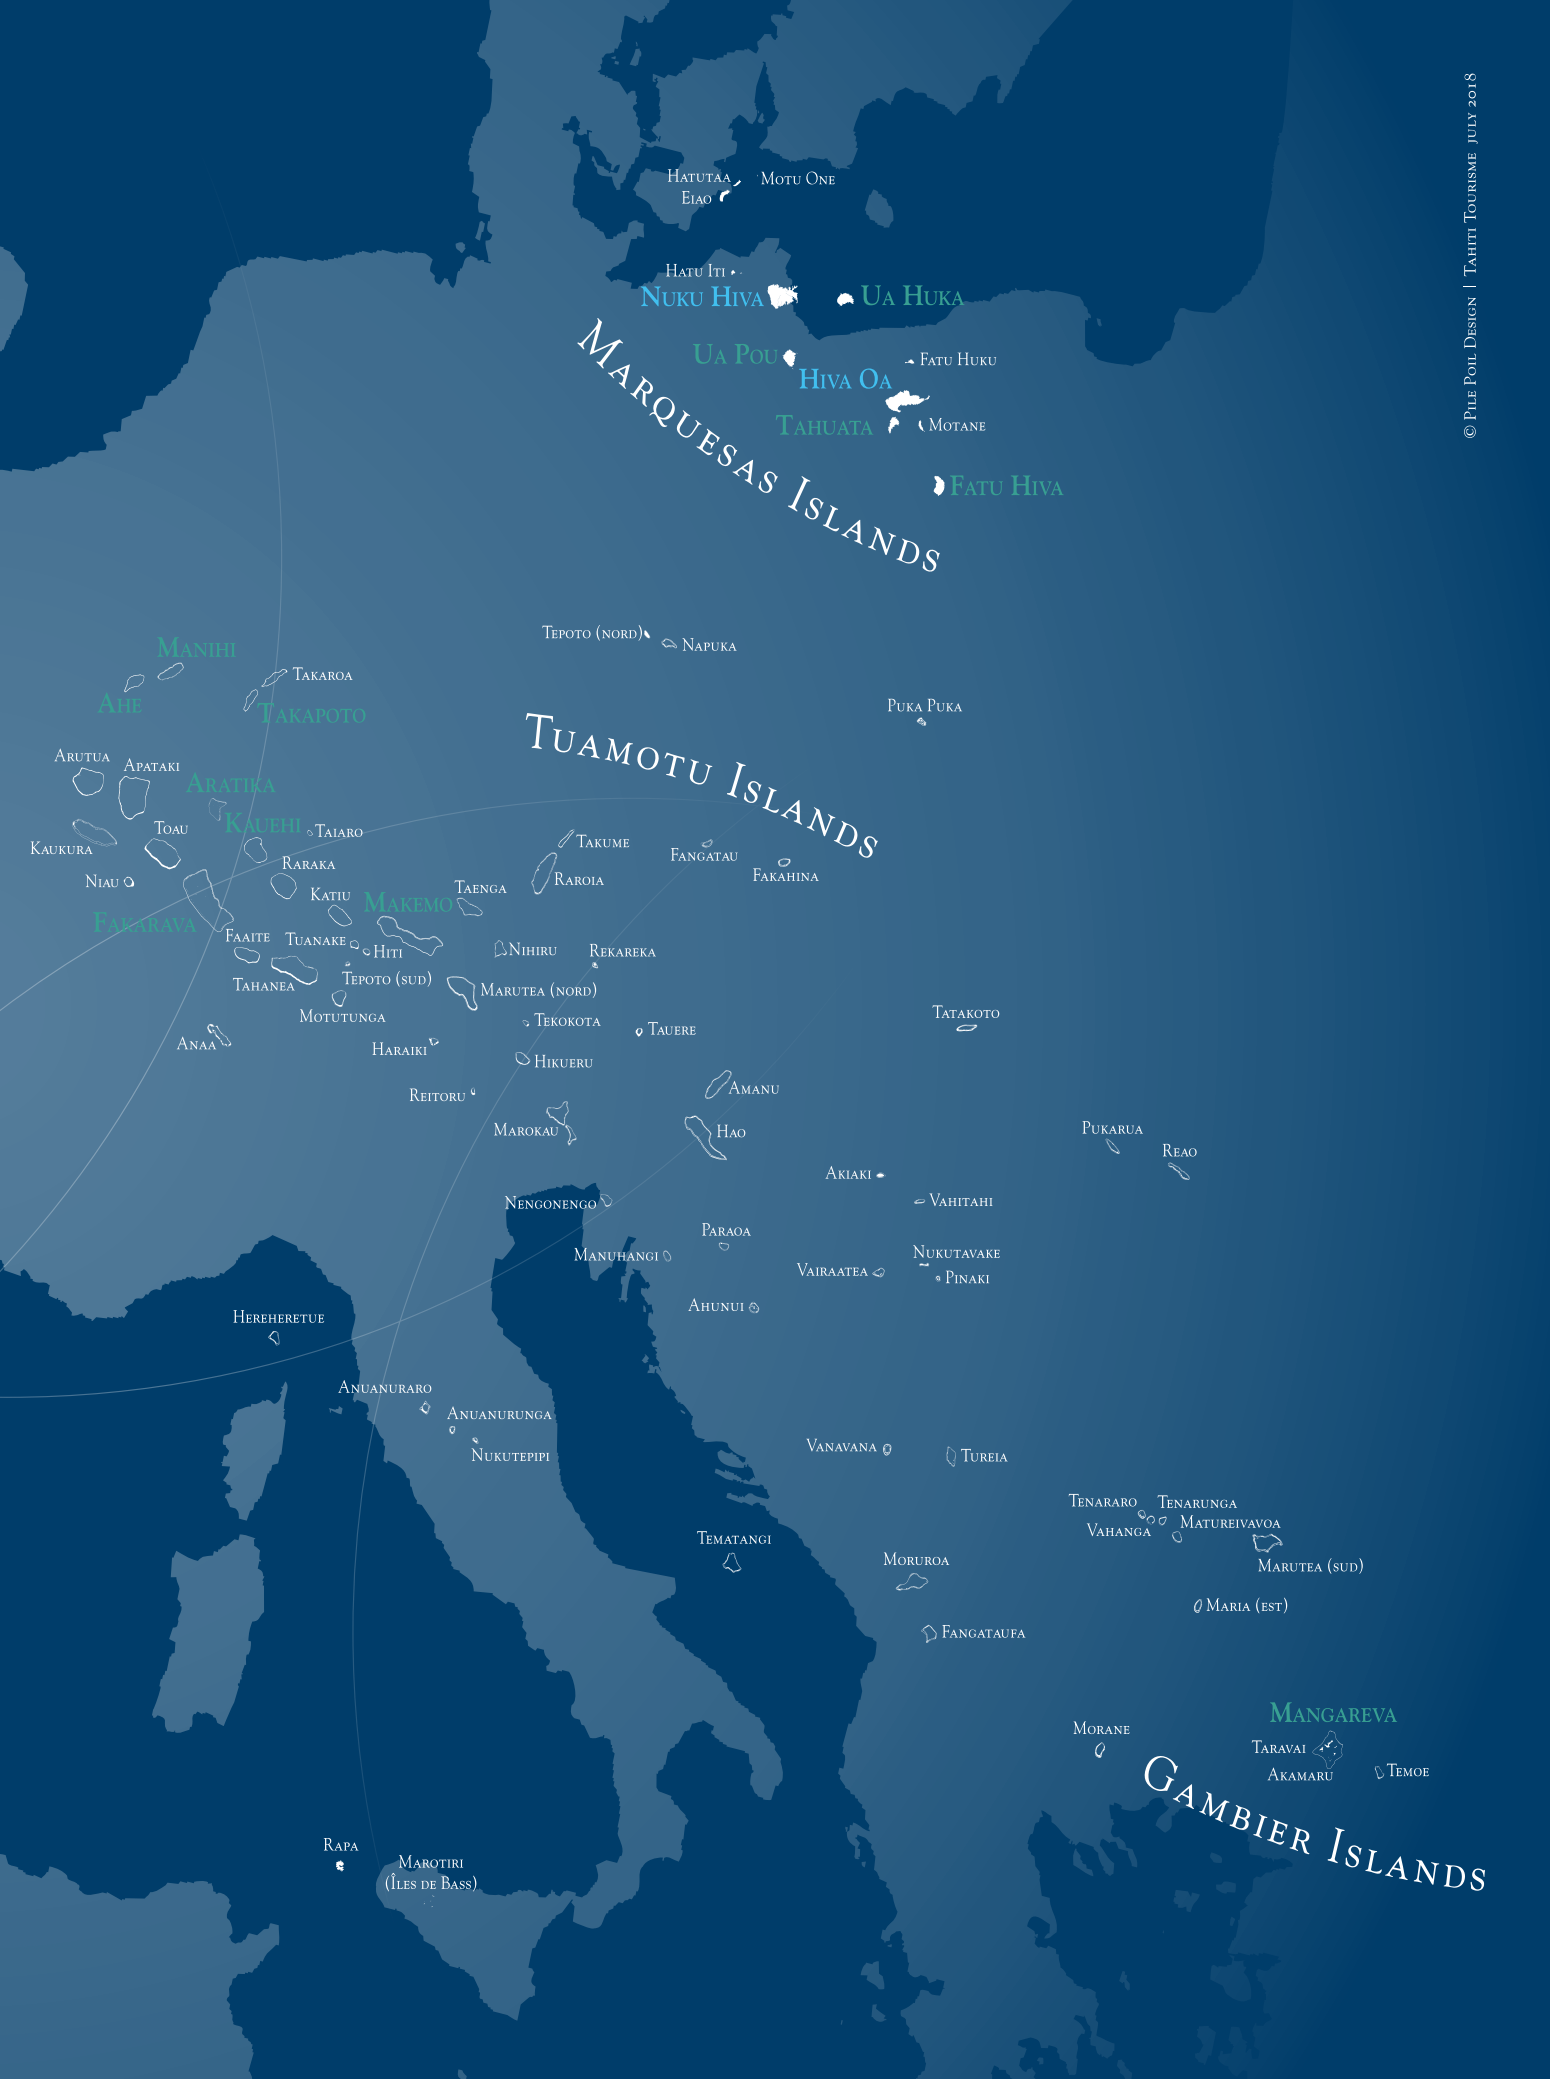 © Pile Poil Design | Tahiti Tourisme july 2018
Hatutaa
Motu One
Eiao
Hatu Iti
Nuku Hiva
Ua Huka
Ua Pou
Fatu Huku
Hiva Oa
Tahuata
Motane
Fatu Hiva
Marquesas Islands
Tepoto (nord)
Napuka
Manihi
Takaroa
Ahe
Takapoto
Puka Puka
Tuamotu Islands
Arutua
Apataki
Aratika
Kauehi
Toau
Taiaro
Kaukura
Raraka
Niau
Katiu
Makemo
Taenga
Takume
Raroia
Fangatau
Fakahina
Fakarava
Faaite
Tuanake
Hiti
Nihiru
Rekareka
Tahanea
Tepoto (sud)
Marutea (nord)
Motutunga
Tekokota
Tauere
Tatakoto
Anaa
Haraiki
Hikueru
Reitoru
Amanu
Marokau
Hao
Pukarua
Reao
Akiaki
Nengonengo
Vahitahi
Paraoa
Manuhangi
Nukutavake
Vairaatea
Pinaki
Ahunui
Hereheretue
Anuanuraro
Anuanurunga
Nukutepipi
Vanavana
Tureia
Tenararo
Tenarunga
Vahanga
Matureivavoa
Tematangi
Moruroa
Marutea (sud)
Maria (est)
Fangataufa
Mangareva
Morane
Taravai
Akamaru
Temoe
Gambier Islands
Rapa
Marotiri
(Îles de Bass)